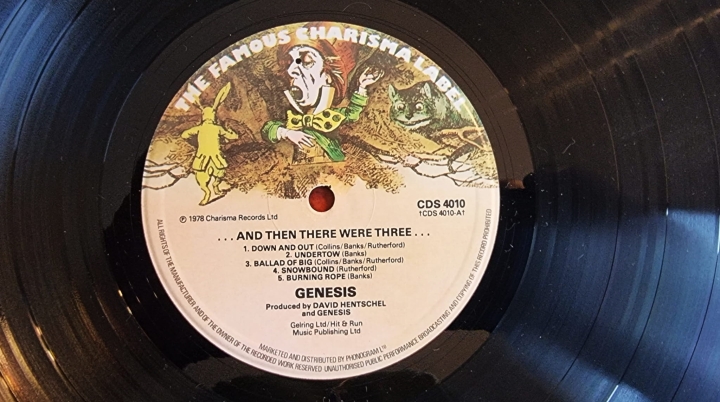 THE FAMOUS CHARISMA LABEL
CDS 4010
1CDS 4010-A1
℗ 1978 Charisma Records Ltd
...AND THEN THERE WERE THREE...
1. DOWN AND OUT (Collins/Banks/Rutherford)
2. UNDERTOW (Banks)
3. BALLAD OF BIG (Collins/Banks/Rutherford)
4. SNOWBOUND (Rutherford)
5. BURNING ROPE (Banks)
GENESIS
Produced by DAVID HENTSCHEL
and GENESIS
Gelring Ltd/Hit & Run
Music Publishing Ltd
MARKETED AND DISTRIBUTED BY PHONOGRAM LTD
ALL RIGHTS OF THE MANUFACTURER AND OF THE OWNER OF THE RECORDED WORK RESERVED UNAUTHORISED PUBLIC PERFORMANCE BROADCASTING AND COPYING OF THIS RECORD PROHIBITED